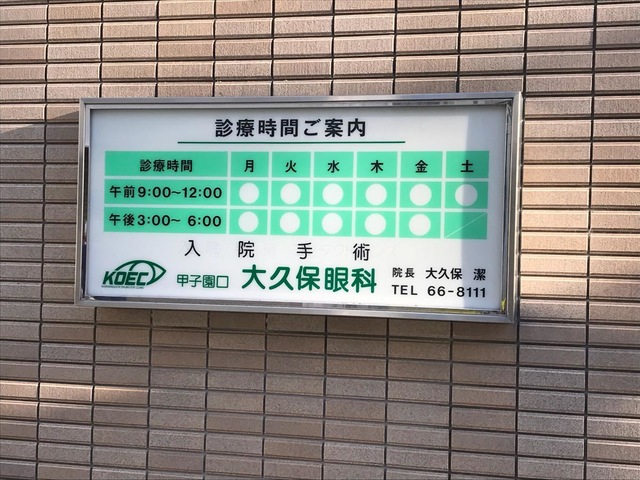 診療時間ご案内
診療時間 月 火 水 木 金 土
午前9:00~12:00
午後3:00~ 6:00
入院手術
KOEC 甲子園口 大久保眼科 院長 大久保 潔
TEL 66-8111